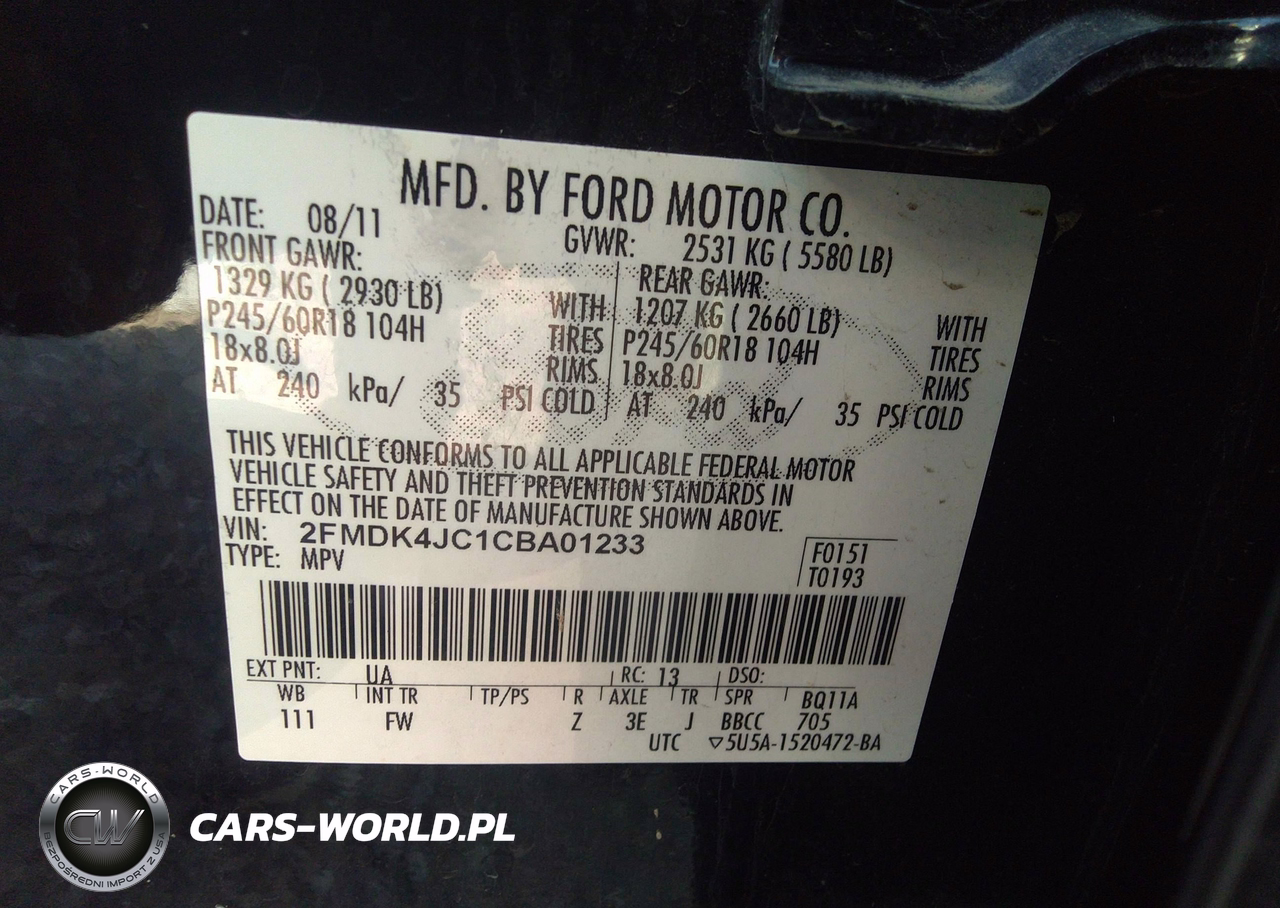 MFD. BY FORD MOTOR CO.
DATE: 08/11 GVWR: 2531 KG ( 5580 LB)
FRONT GAWR: REAR GAWR:
1329 KG ( 2930 LB) WITH 1207 KG ( 2660 LB) WITH
P245/60R18 104H TIRES P245/60R18 104H TIRES
18x8.0J RIMS 18x8.0J RIMS
AT 240 kPa/ 35 PSI COLD AT 240 kPa/ 35 PSI COLD
THIS VEHICLE CONFORMS TO ALL APPLICABLE FEDERAL MOTOR
VEHICLE SAFETY AND THEFT PREVENTION STANDARDS IN
EFFECT ON THE DATE OF MANUFACTURE SHOWN ABOVE.
VIN: 2FMDK4JC1CBA01233
TYPE: MPV
F0151
T0193
EXT PNT: UA RC: 13 DSO:
WB INT TR TP/PS R AXLE TR SPR BQ11A
111 FW Z 3E J BBCC 705
UTC ▽5U5A-1520472-BA
CARS-WORLD
CW
BEZPOŚREDNI IMPORT Z USA
CARS-WORLD.PL